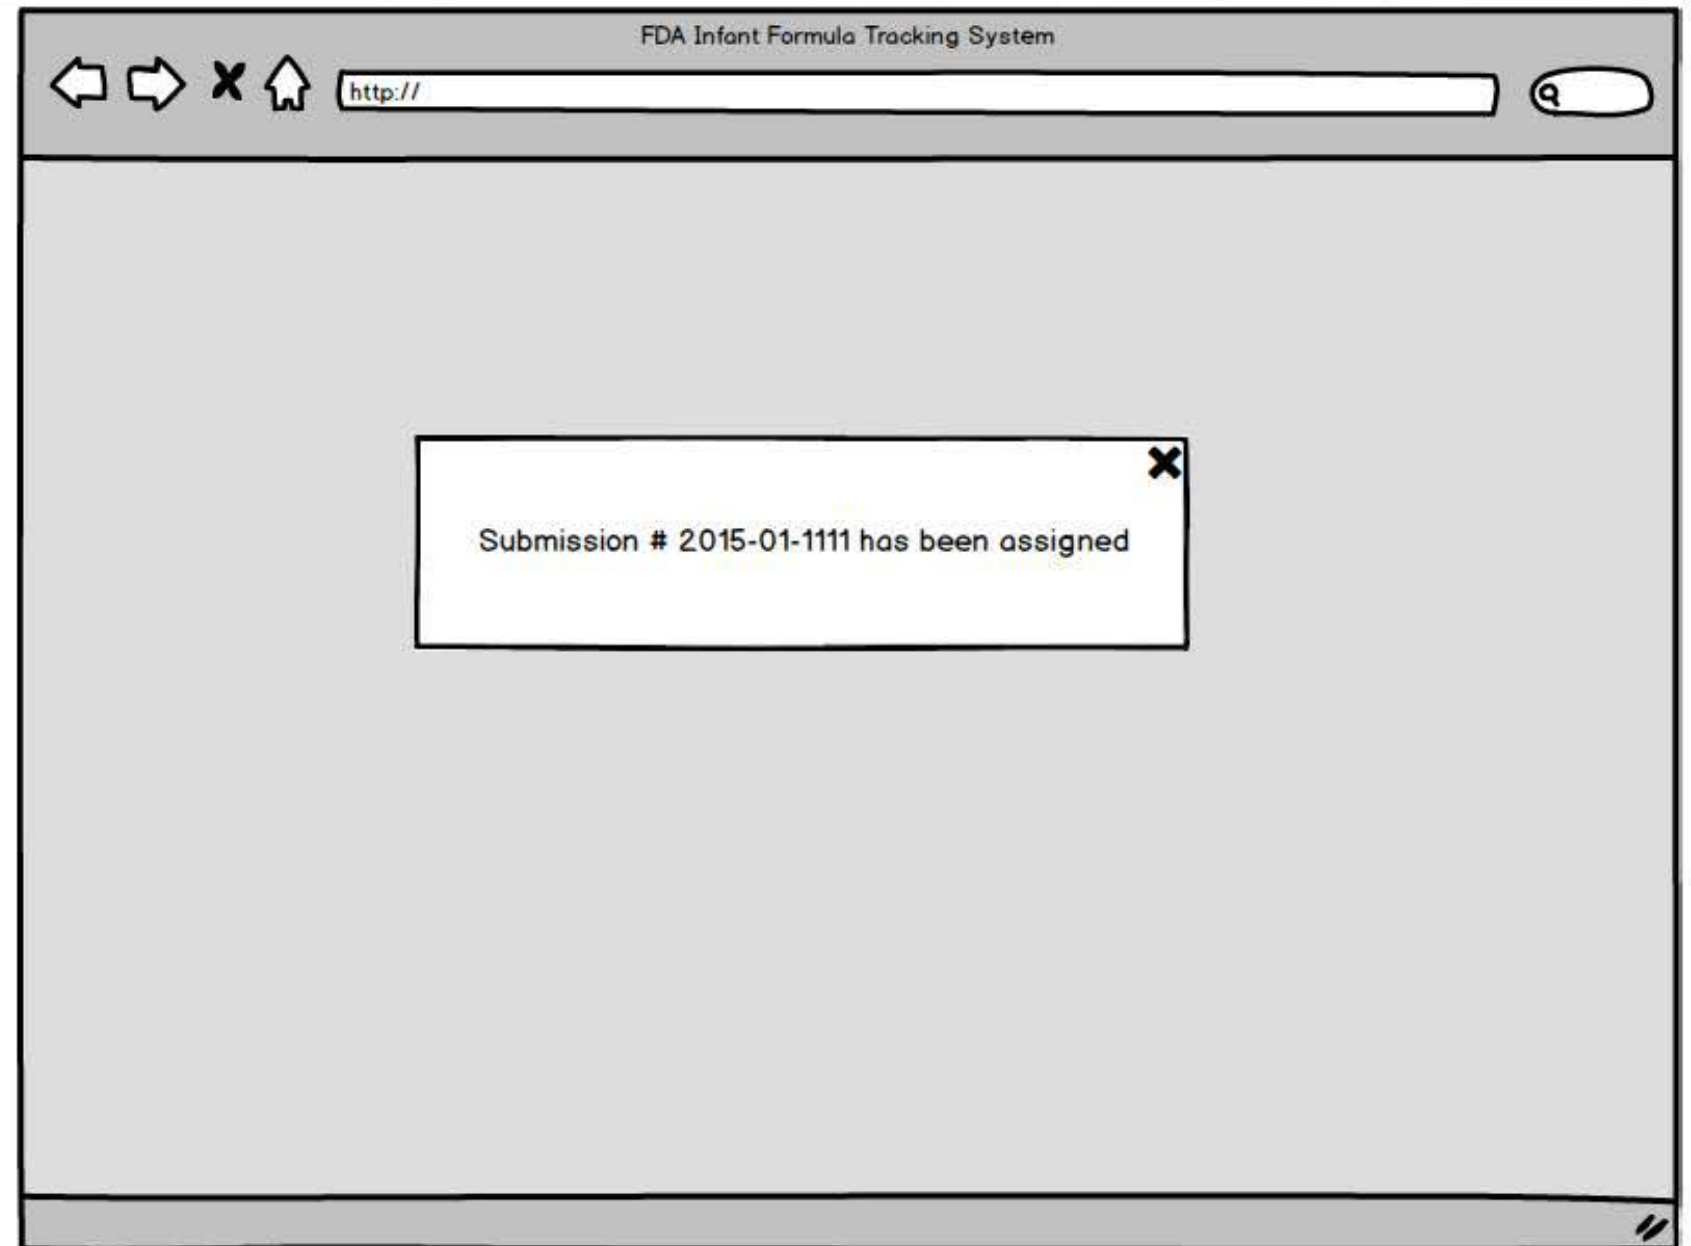 FDA Infant Formula Tracking System
http://
Submission # 2015-01-1111 has been assigned